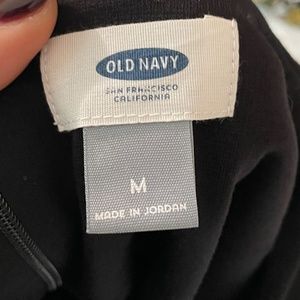 OLD NAVY
SAN FRANCISCO
CALIFORNIA
M
MADE IN JORDAN